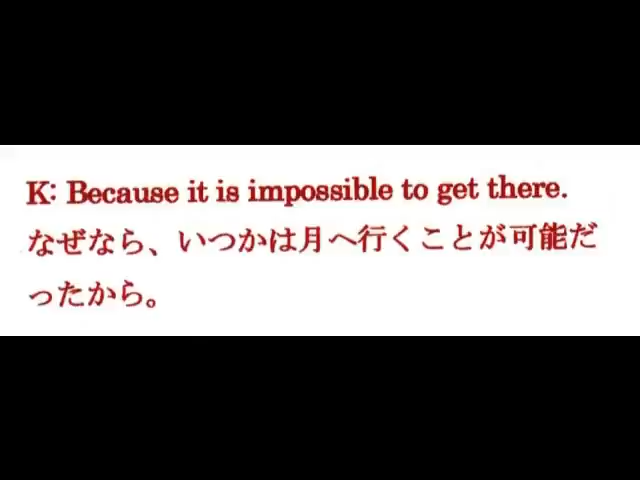 K: Because it is impossible to get there.
なぜなら、いつかは月へ行くことが可能だ
ったから。